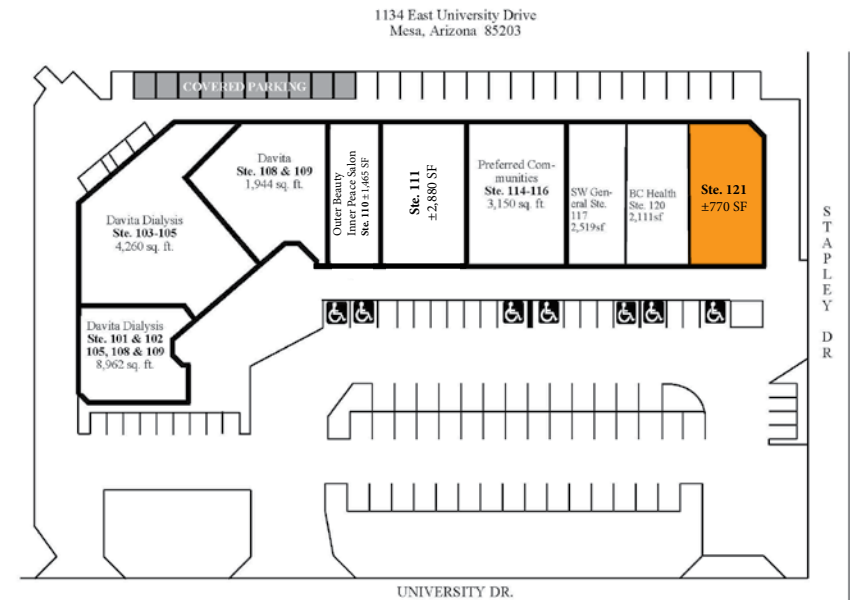 1134 East University Drive
Mesa, Arizona 85203
COVERED PARKING
Davita
Ste. 108 & 109
1,944 sq. ft.
Outer Beauty
Inner Peace Salon
Ste. 110 ±1,465 SF
Ste. 111
±2,880 SF
Preferred Com-
munities
Ste. 114-116
3,150 sq. ft.
SW Gen-
eral Ste.
117
2,519sf
BC Health
Ste. 120
2,111sf
Ste. 121
±770 SF
Davita Dialysis
Ste. 103-105
4,260 sq. ft.
Davita Dialysis
Ste. 101 & 102
105, 108 & 109
8,962 sq. ft.
STAPLEY DR
UNIVERSITY DR.